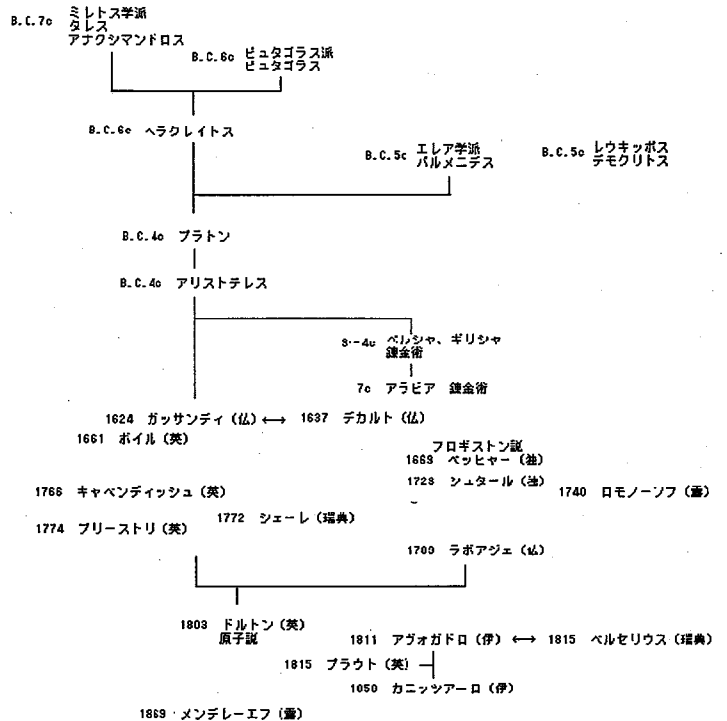 B.C.7c ミレトス学派
タレス
アナクシマンドロス
B.C.6c ピュタゴラス派
ピュタゴラス
B.C.6c ヘラクレイトス
B.C.5c エレア学派
パルメニデス
B.C.5c レウキッポス
デモクリトス
B.C.4c プラトン
B.C.4c アリストテレス
3-4c ペルシャ、ギリシャ
錬金術
7c アラビア 錬金術
1624 ガッサンディ(仏)⟷ 1637 デカルト(仏)
1661 ボイル(英)
フロギストン説
1669 ベッヒャー(独)
1723 シュタール(独)
1766 キャベンディッシュ(英)
1740 ロモノーソフ(露)
1772 シェーレ(瑞典)
1774 プリーストリ(英)
1789 ラボアジェ(仏)
1803 ドルトン(英)
原子説
1811 アヴォガドロ(伊)⟷ 1815 ベルセリウス(瑞典)
1815 プラウト(英)
1050 カニッツアーロ(伊)
1869 メンデレーエフ(露)